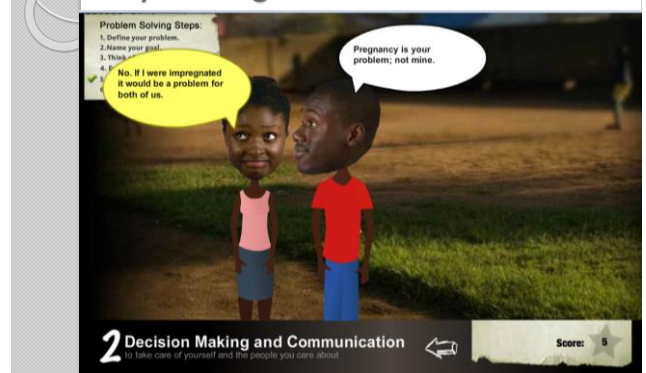 Problem Solving Steps:
1, Define your problem.
2.Name your goal.
3. Think
4.
5
No. If I were impregnated
it would be a problem for
both of us.
Pregnancy is your
problem; not mine.
2 Decision Making and Communication
to take care of yourself and the people you care about
Score: 5